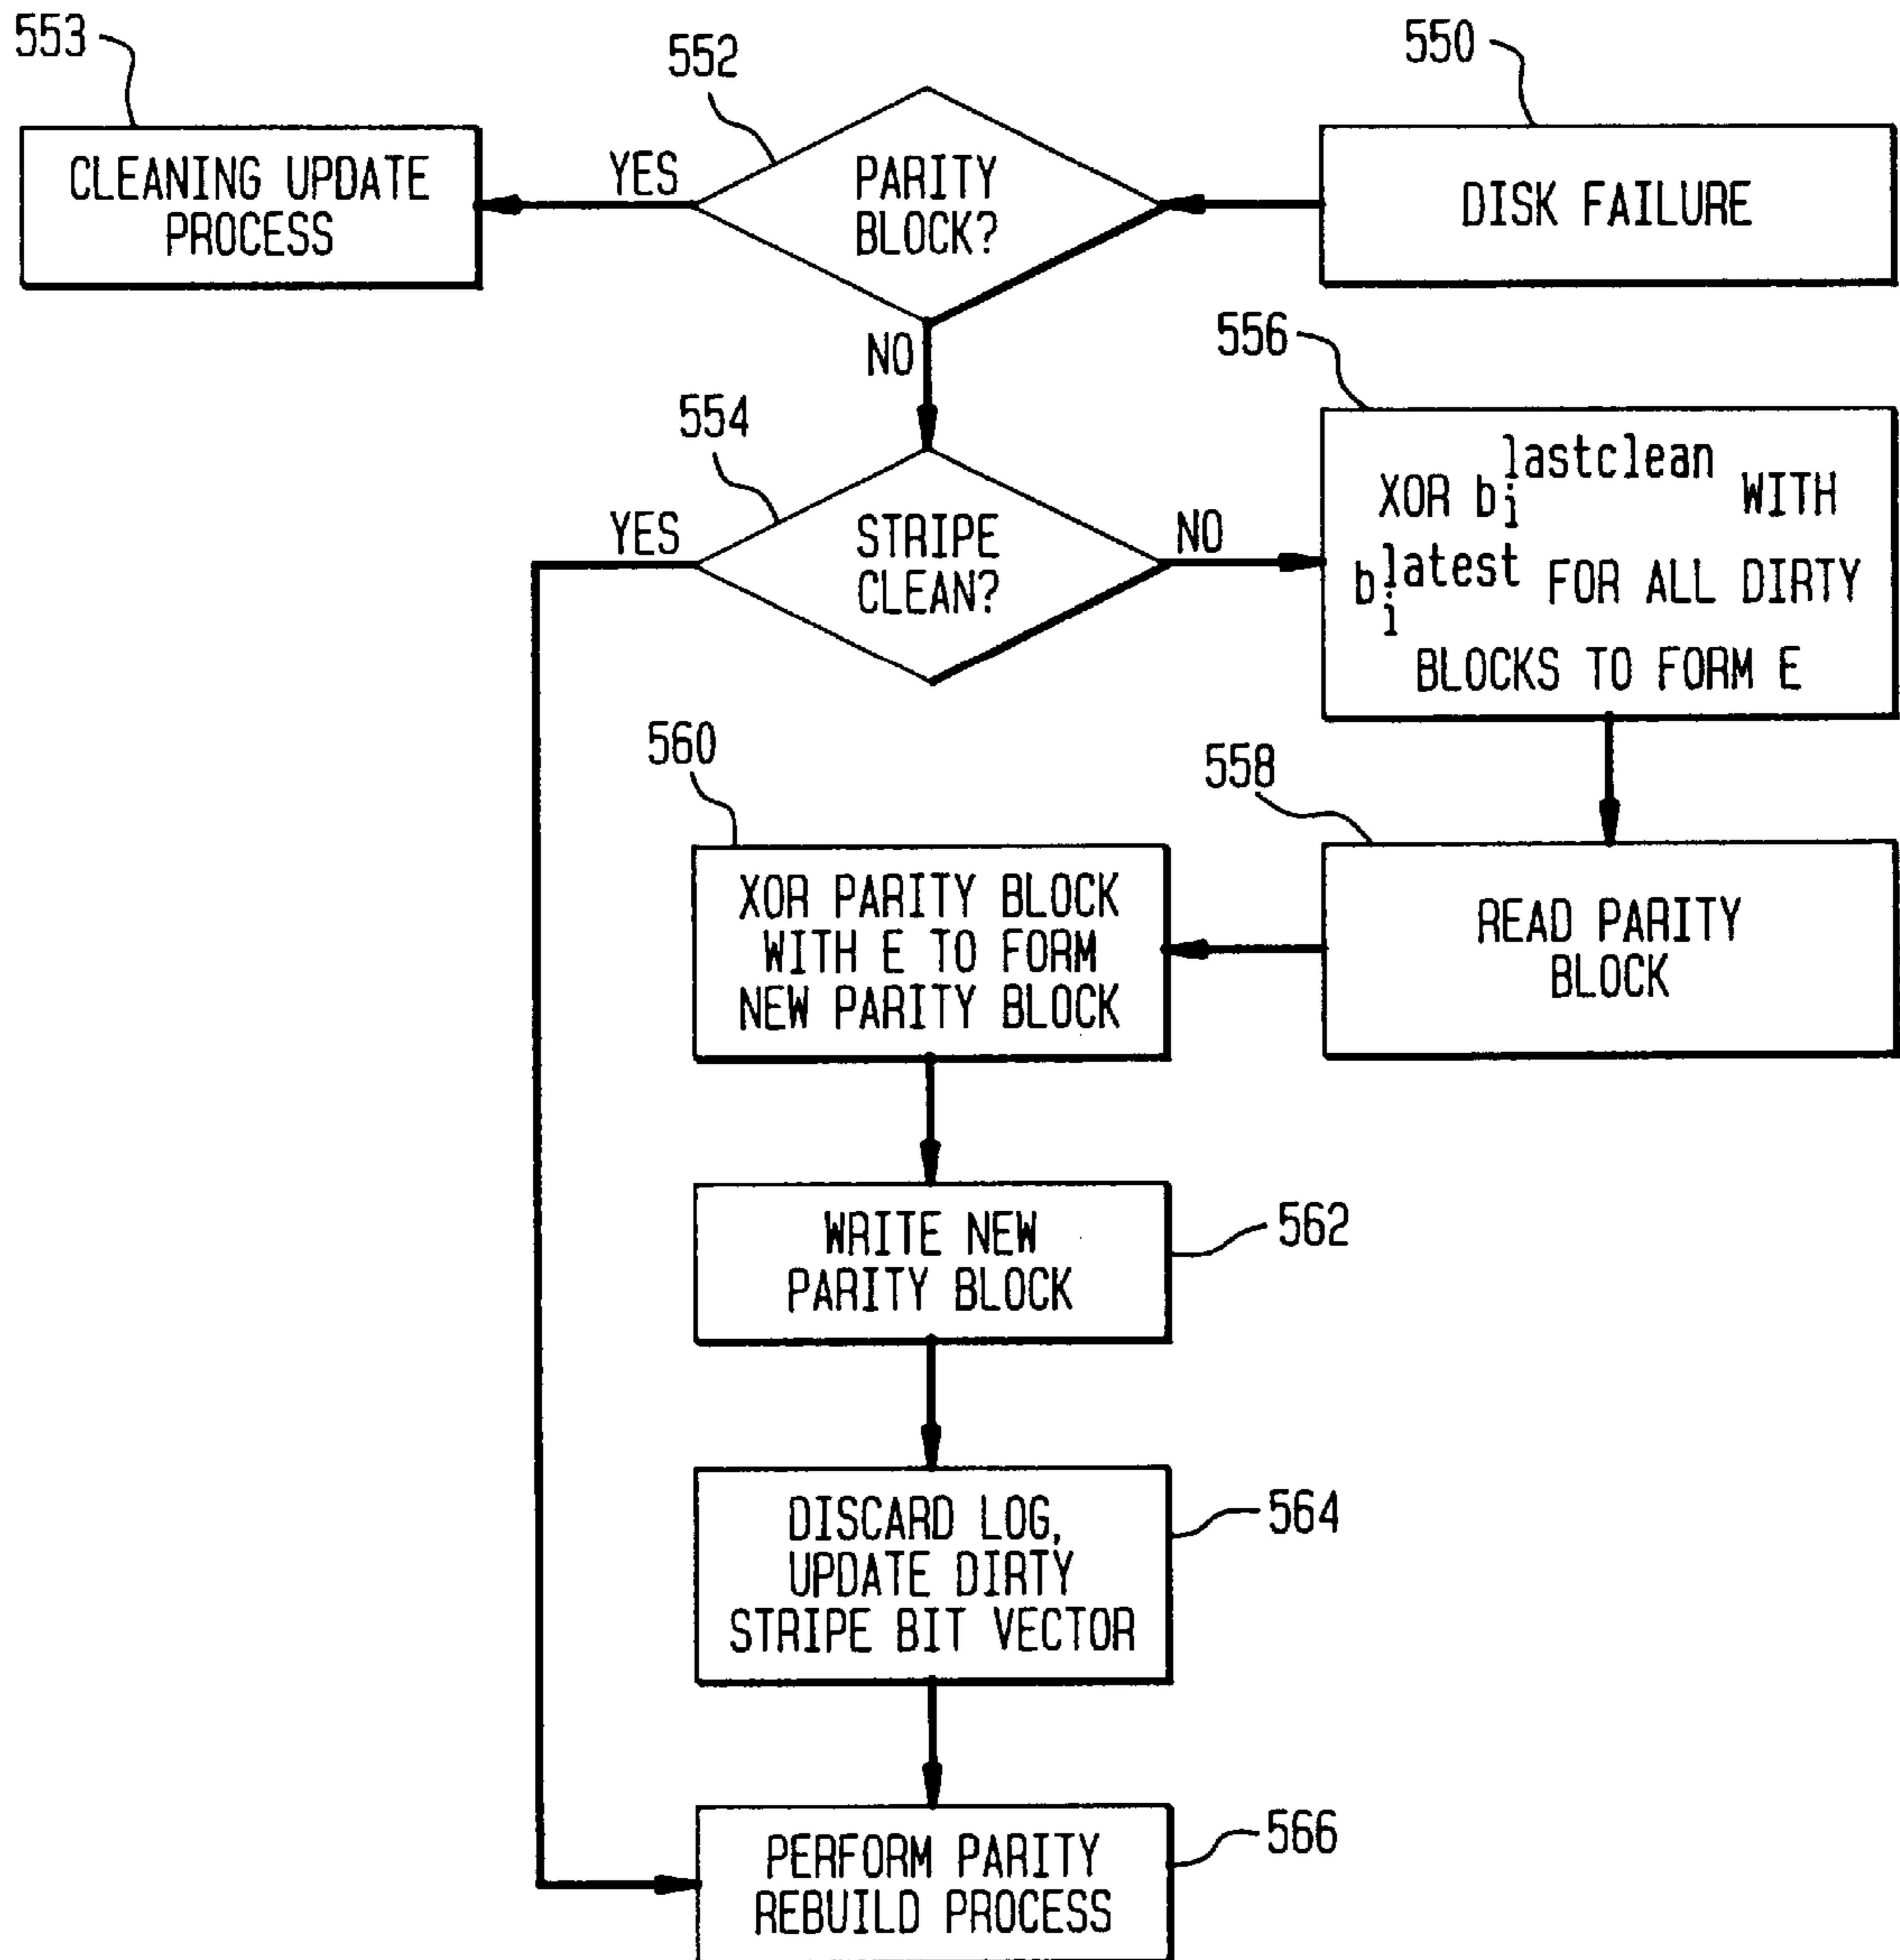 553
552
550
CLEANING UPDATE
PROCESS
YES
PARITY
BLOCK?
DISK FAILURE
NO
556
554
YES
STRIPE
CLEAN?
NO
XOR b_i^lastclean WITH
b_i^latest FOR ALL DIRTY
BLOCKS TO FORM E
560
558
XOR PARITY BLOCK
WITH E TO FORM
NEW PARITY BLOCK
READ PARITY
BLOCK
WRITE NEW
PARITY BLOCK
562
DISCARD LOG,
UPDATE DIRTY
STRIPE BIT VECTOR
564
PERFORM PARITY
REBUILD PROCESS
566